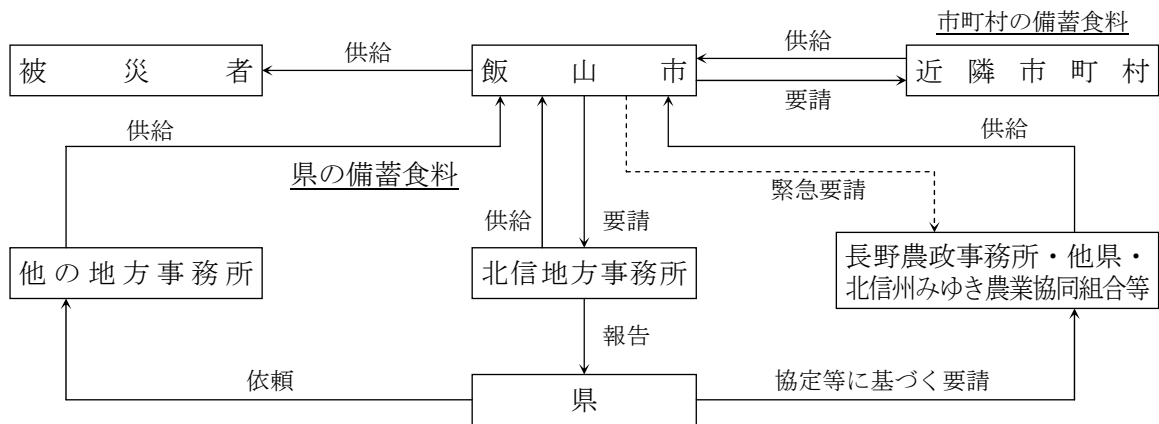 市町村の備蓄食料
被災者
供給
飯山市
供給
要請
近隣市町村
供給
県の備蓄食料
供給
要請
緊急要請
供給
他の地方事務所
北信地方事務所
長野農政事務所・他県・
北信州みゆき農業協同組合等
報告
依頼
県
協定等に基づく要請